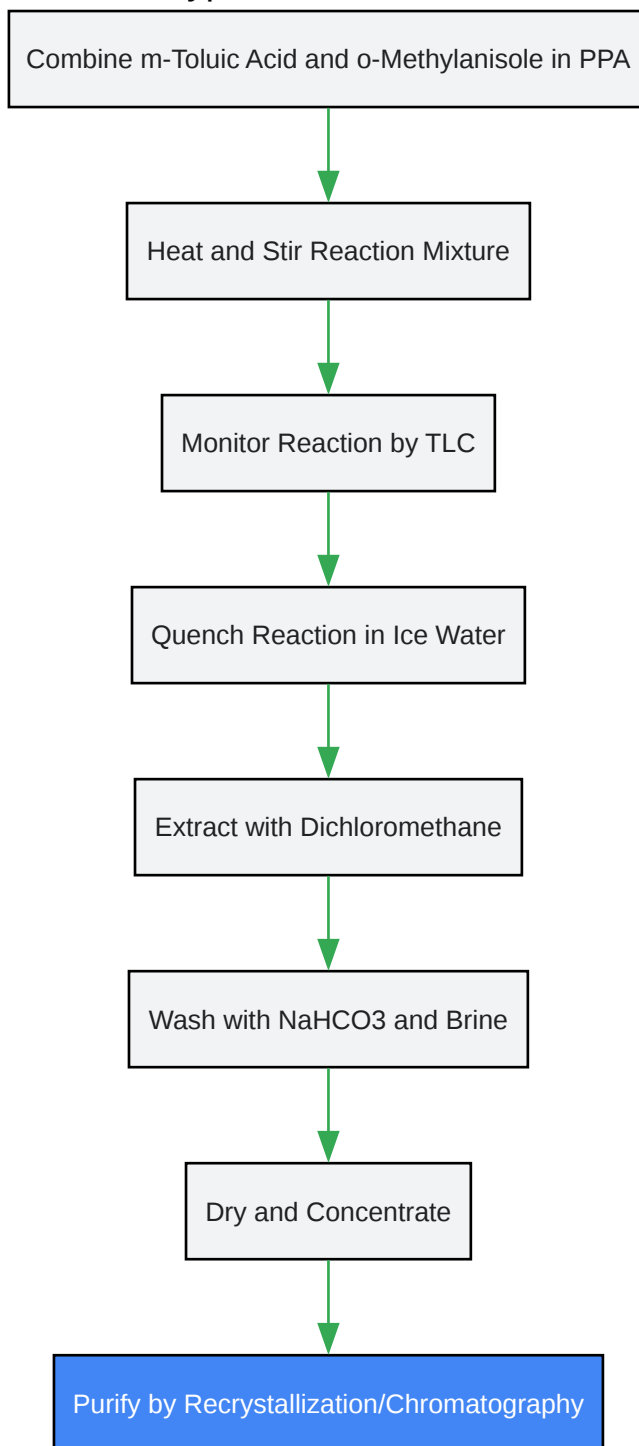 Combine m-Toluic Acid and o-Methylanisole in PPA
Heat and Stir Reaction Mixture
Monitor Reaction by TLC
Quench Reaction in Ice Water
Extract with Dichloromethane
Wash with NaHCO3 and Brine
Dry and Concentrate
Purify by Recrystallization/Chromatography